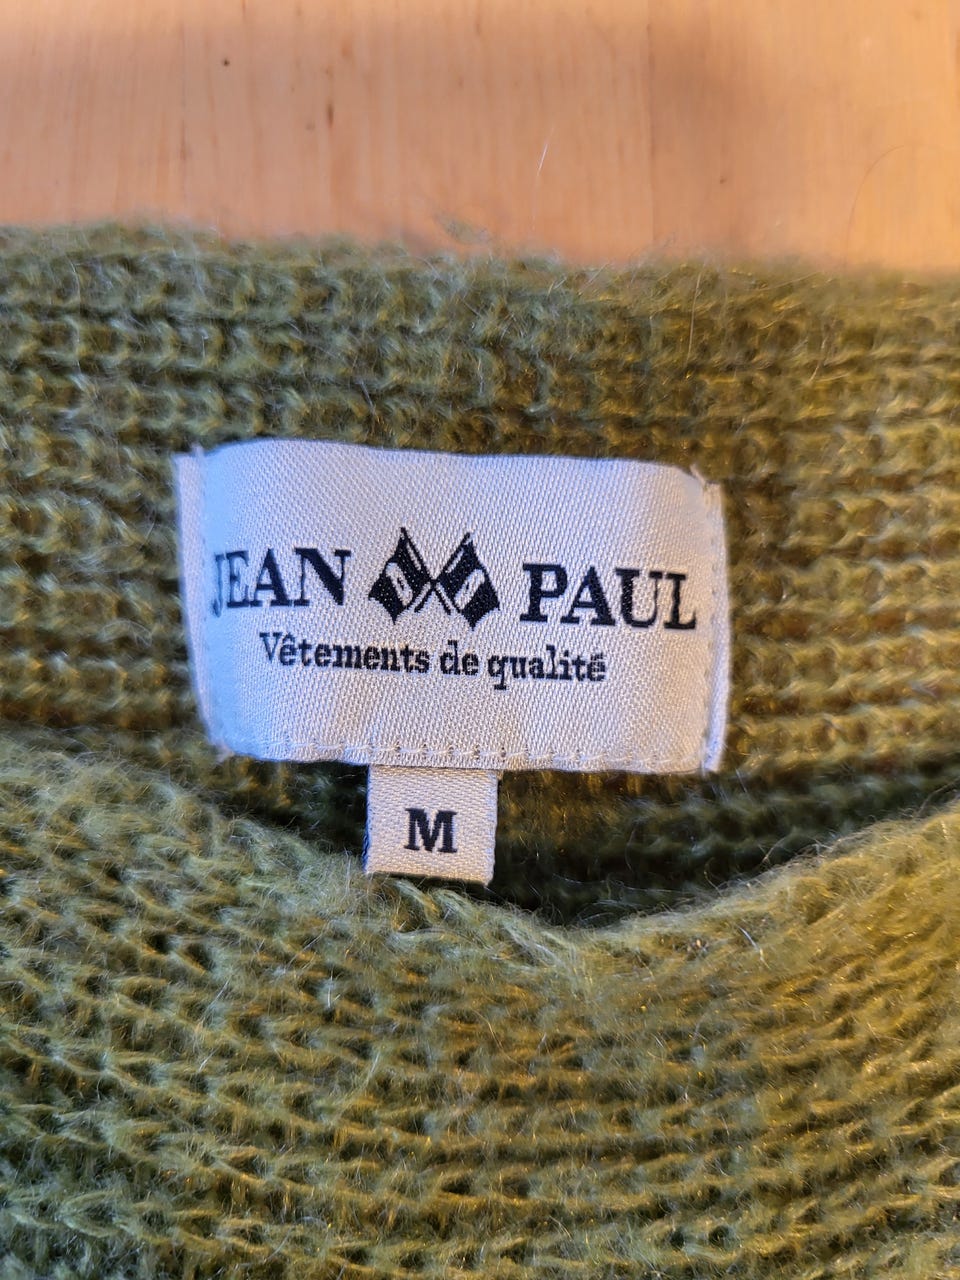 JEAN PAUL
Vêtements de qualité
M